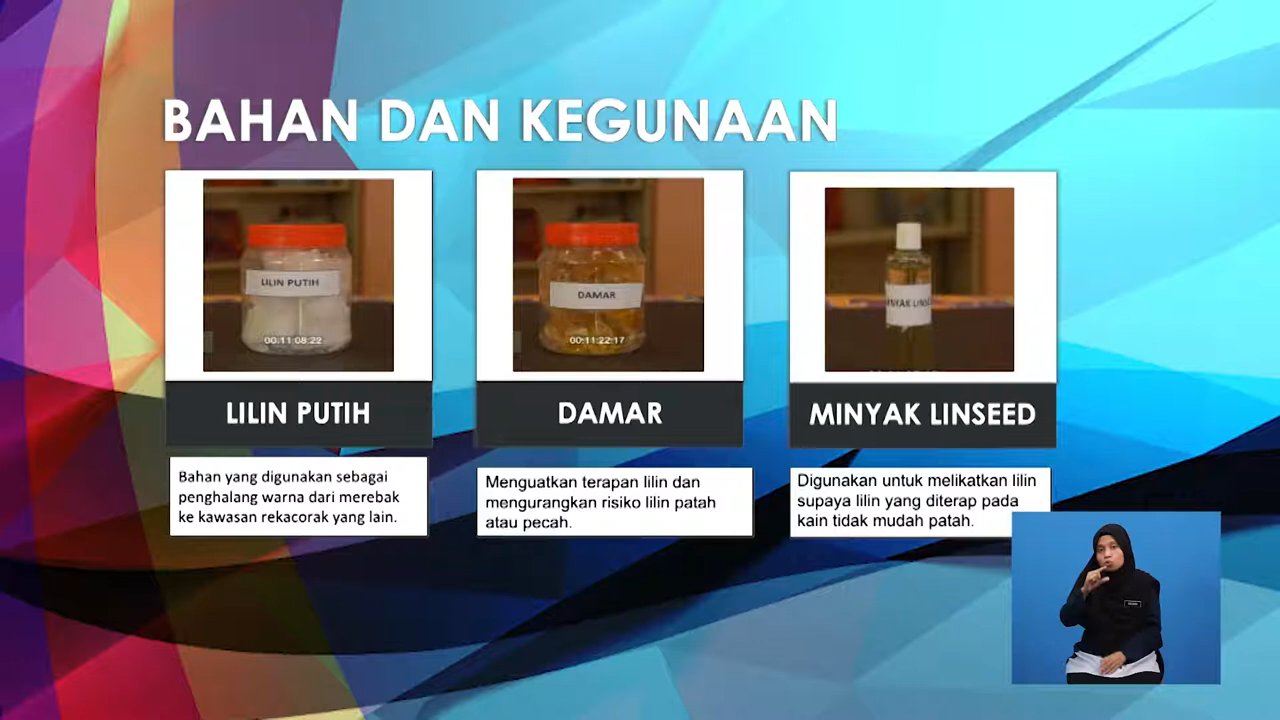 BAHAN DAN KEGUNAAN
LILIN PUTIH
00:11:08:22
DAMAR
00:11:22:17
MINYAK LINSEED
LILIN PUTIH
DAMAR
MINYAK LINSEED
Bahan yang digunakan sebagai
penghalang warna dari merebak
ke kawasan rekacorak yang lain.
Menguatkan terapan lilin dan
mengurangkan risiko lilin patah
atau pecah.
Digunakan untuk melikatkan lilin
supaya lilin yang diterap pada
kain tidak mudah patah.